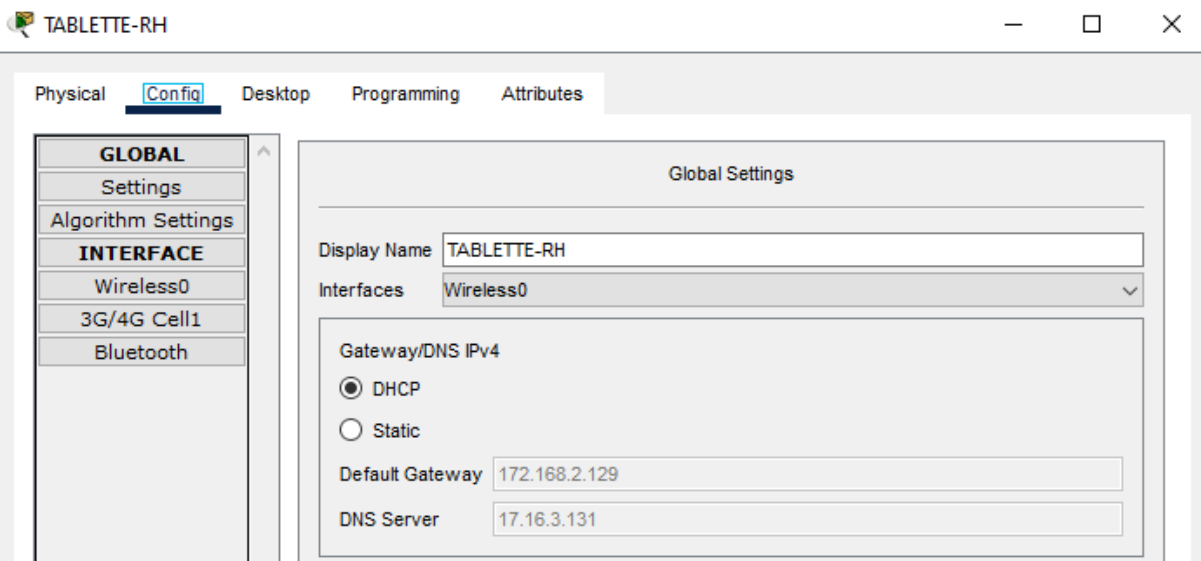 TABLETTE-RH
Physical Config Desktop Programming Attributes
GLOBAL
Settings
Algorithm Settings
INTERFACE
Wireless0
3G/4G Cell1
Bluetooth
Global Settings
Display Name TABLETTE-RH
Interfaces Wireless0
Gateway/DNS IPv4
DHCP
Static
Default Gateway 172.168.2.129
DNS Server 17.16.3.131